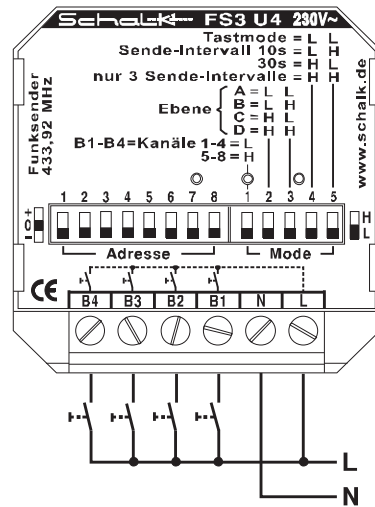 Schalk FS3 U4 230V~
Tastmode = L L
Sende-Intervall 10s = L H
30s = H L
nur 3 Sende-Intervalle = H H
A = L L
B = L H
C = H L
D = H H
Ebene
B1-B4=Kanäle 1-4 = L
5-8 = H
Funksender
433,92 MHz
www.schalk.de
1 2 3 4 5 6 7 8 1 2 3 4 5
+
0
-
H
L
Adresse Mode
CE
B4 B3 B2 B1 N L
L
N